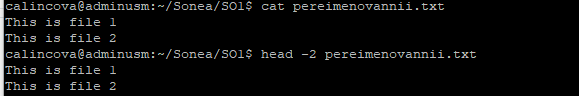 calincova@adminusm:~/Sonea/SO1$ cat pereimenovannii.txt
This is file 1
This is file 2
calincova@adminusm:~/Sonea/SO1$ head -2 pereimenovannii.txt
This is file 1
This is file 2